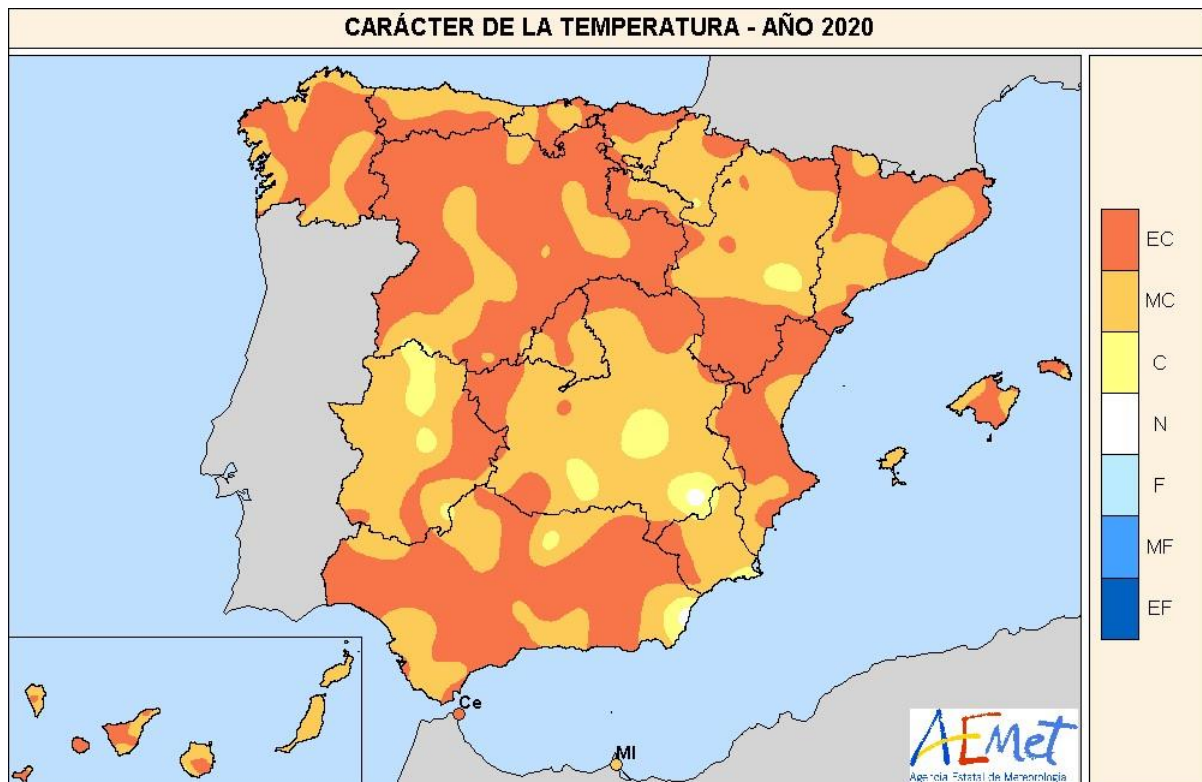 CARÁCTER DE LA TEMPERATURA - AÑO 2020
EC
MC
C
N
F
MF
EF
Ce
Ml
AEMet
Agencia Estatal de Meteorología